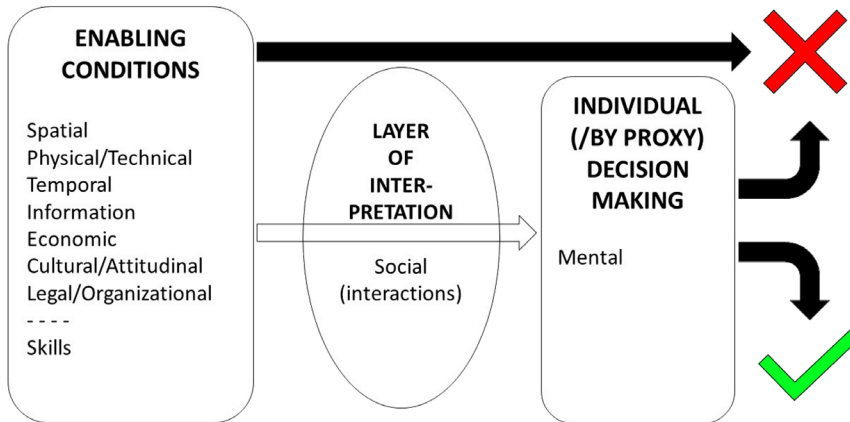 ENABLING
CONDITIONS
Spatial
Physical/Technical
Temporal
Information
Economic
Cultural/Attitudinal
Legal/Organizational
- - - -
Skills
LAYER
OF
INTER-
PRETATION
Social
(interactions)
INDIVIDUAL
(/BY PROXY)
DECISION
MAKING
Mental